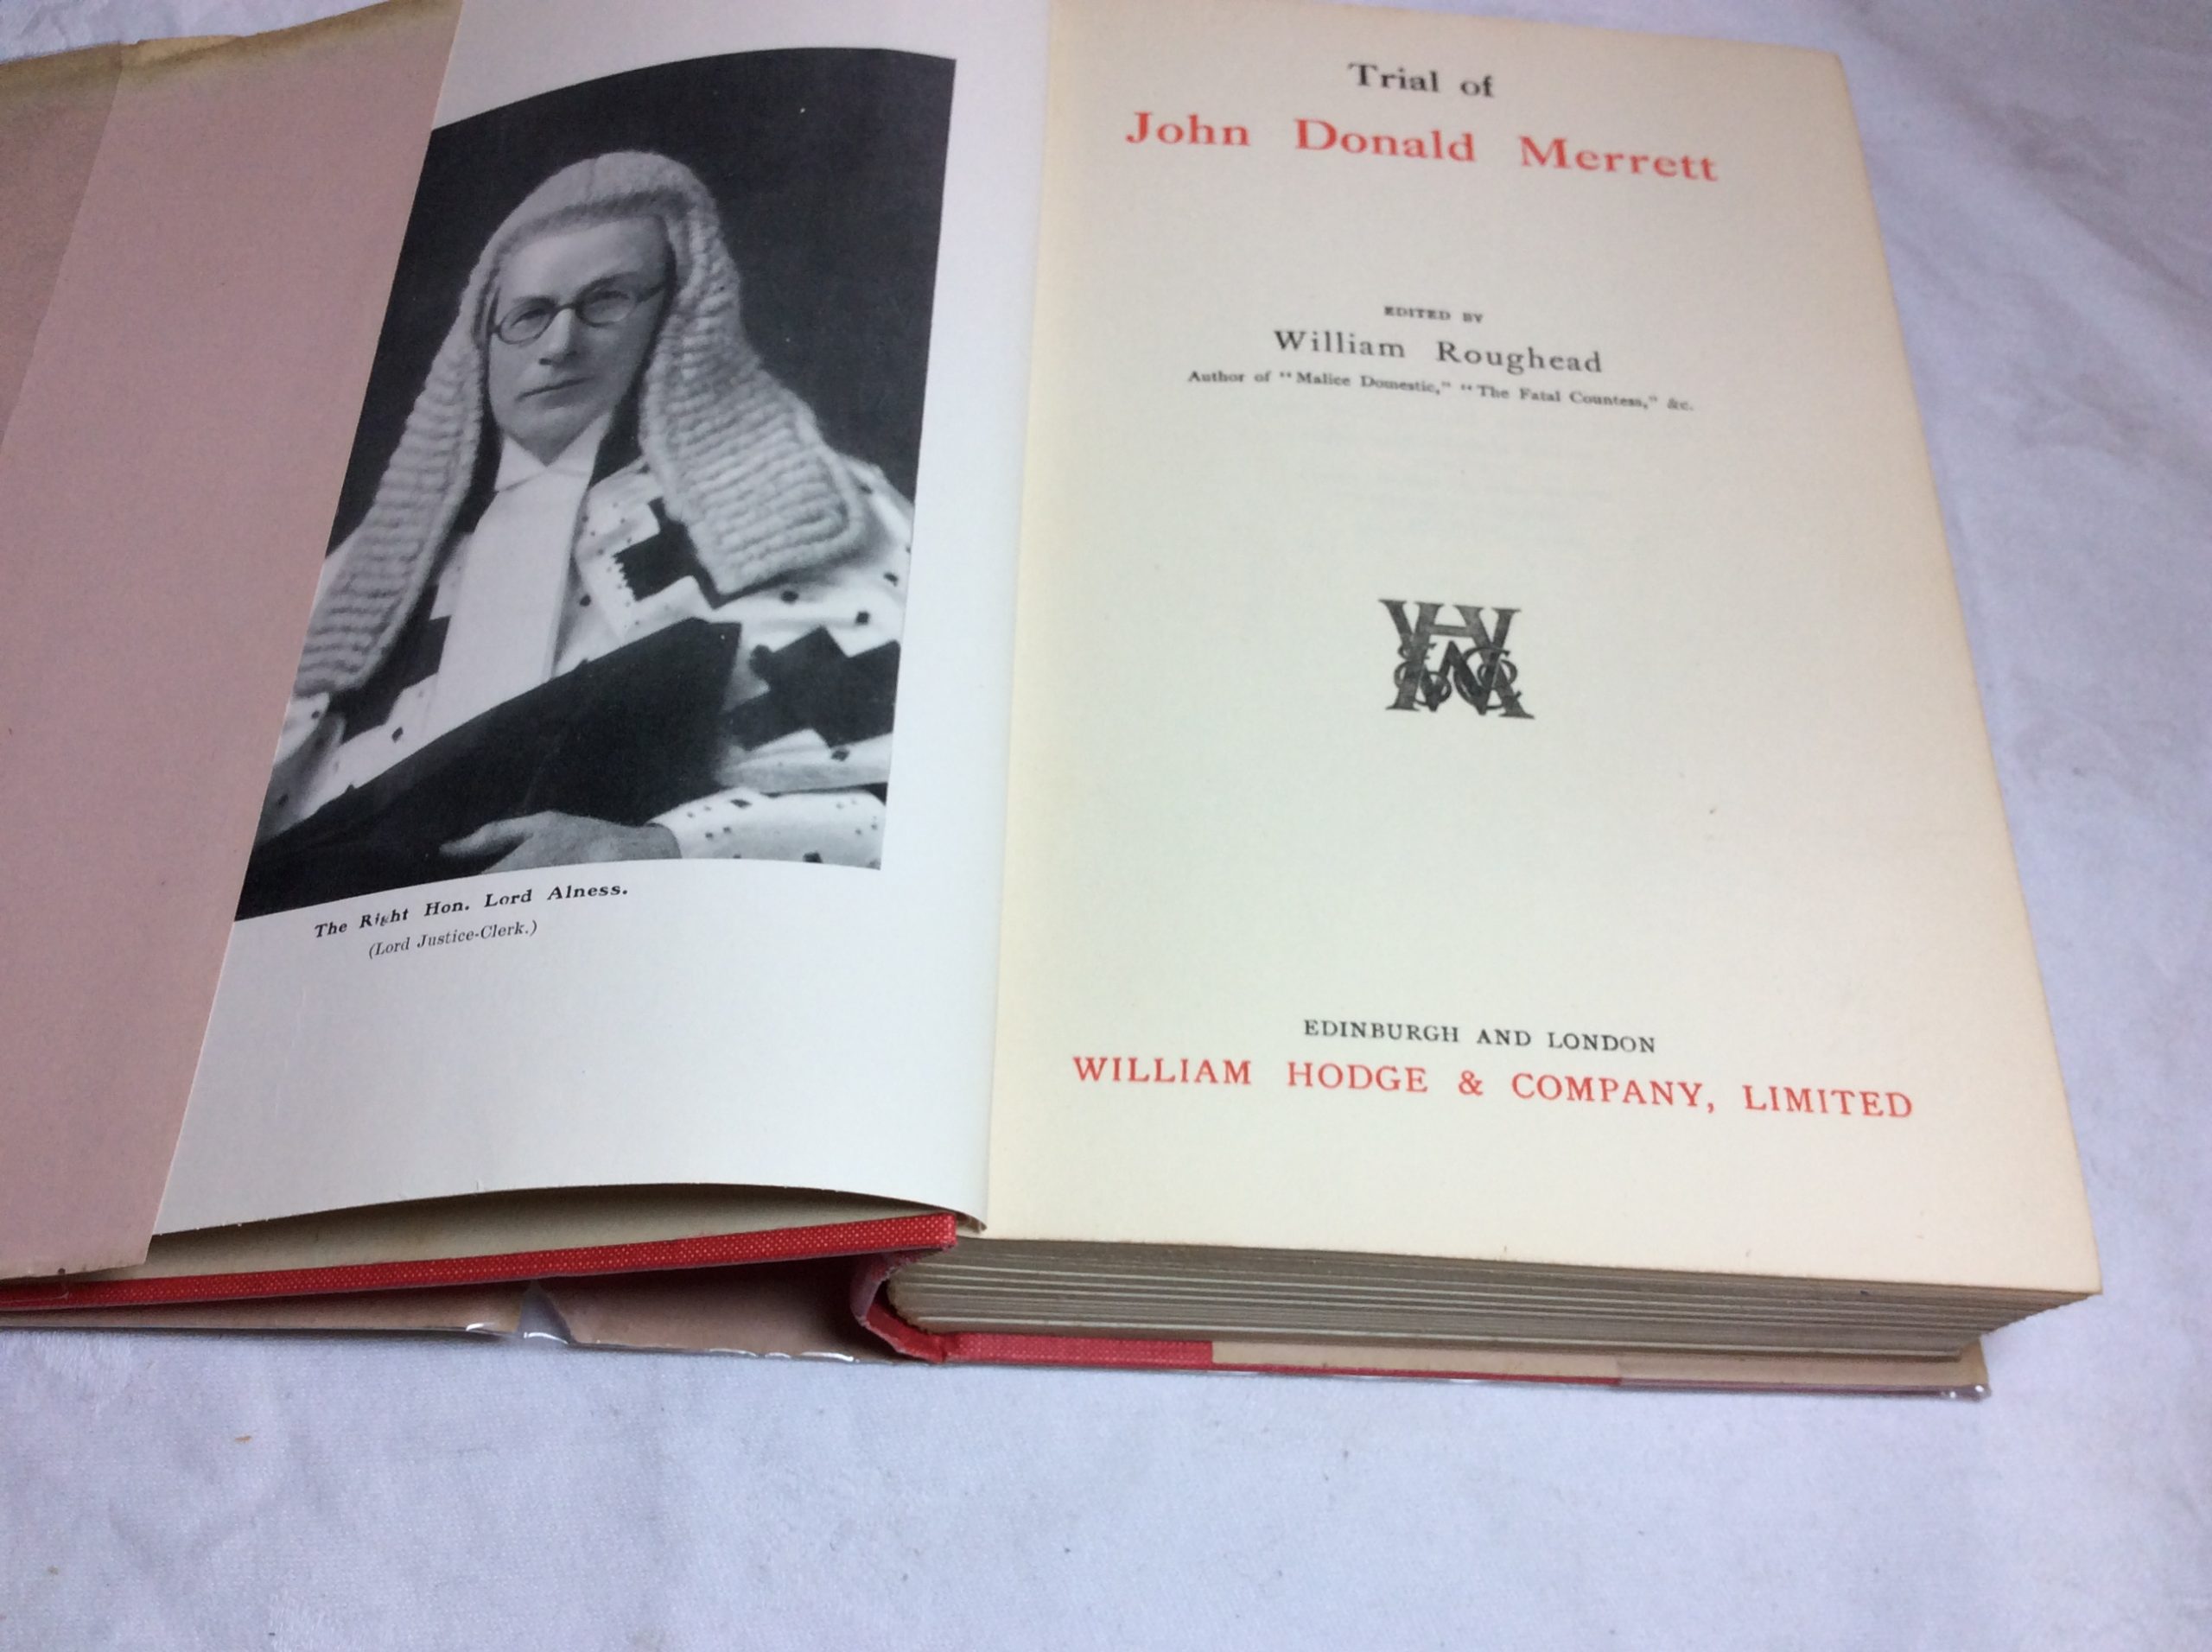 The Right Hon. Lord Alness.
(Lord Justice-Clerk.)
Trial of
John Donald Merrett
EDITED BY
William Roughead
Author of "Malice Domestic," "The Fatal Countess," &c.
EDINBURGH AND LONDON
WILLIAM HODGE & COMPANY, LIMITED